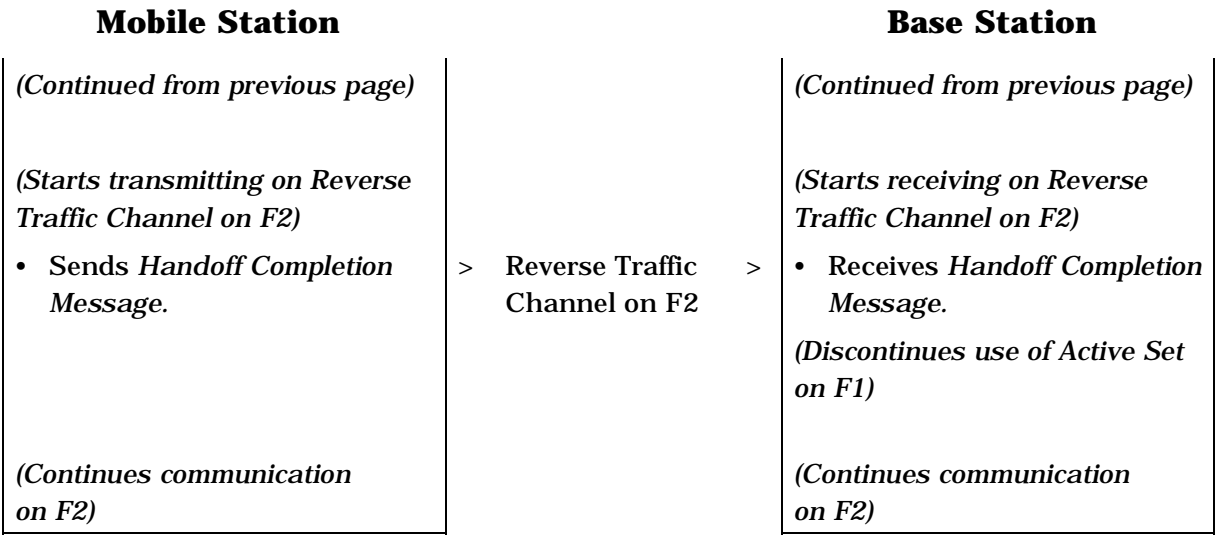 Mobile Station
Base Station
(Continued from previous page)
(Continued from previous page)
(Starts transmitting on Reverse
Traffic Channel on F2)
(Starts receiving on Reverse
Traffic Channel on F2)
• Sends Handoff Completion
Message.
> Reverse Traffic >
Channel on F2
• Receives Handoff Completion
Message.
(Discontinues use of Active Set
on F1)
(Continues communication
on F2)
(Continues communication
on F2)